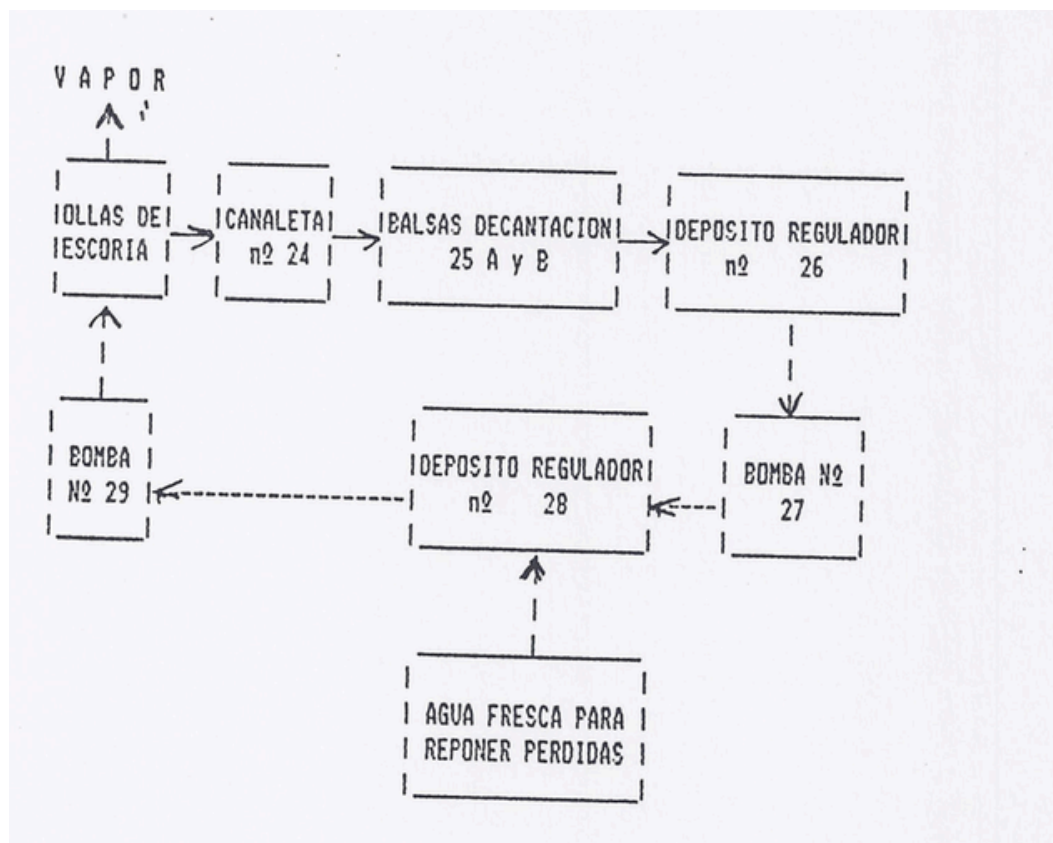 V A P O R
OLLAS DE
ESCORIA
CANALETA
nº 24
BALSAS DECANTACION
25 A y B
DEPOSITO REGULADOR
nº 26
BOMBA
Nº 29
DEPOSITO REGULADOR
nº 28
BOMBA Nº
27
AGUA FRESCA PARA
REPONER PERDIDAS